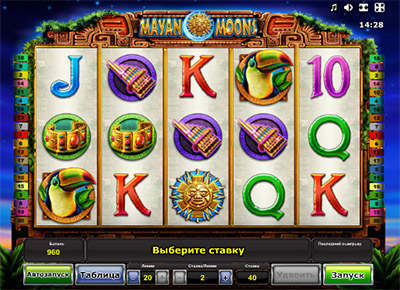 MAYAN MOONS
14:28
J
K
10
Q
K
Q
K
Выберите ставку
Баланс
960
Последний выигрыш
Автозапуск
Таблица
Линии
20
Ставка/Линия
2
Ставка
40
Удвоить
Запуск